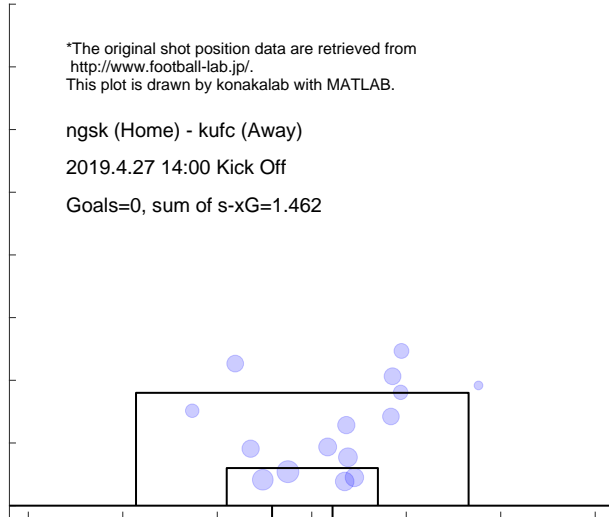 *The original shot position data are retrieved from
http://www.football-lab.jp/.
This plot is drawn by konakalab with MATLAB.
ngsk (Home) - kufc (Away)
2019.4.27 14:00 Kick Off
Goals=0, sum of s-xG=1.462